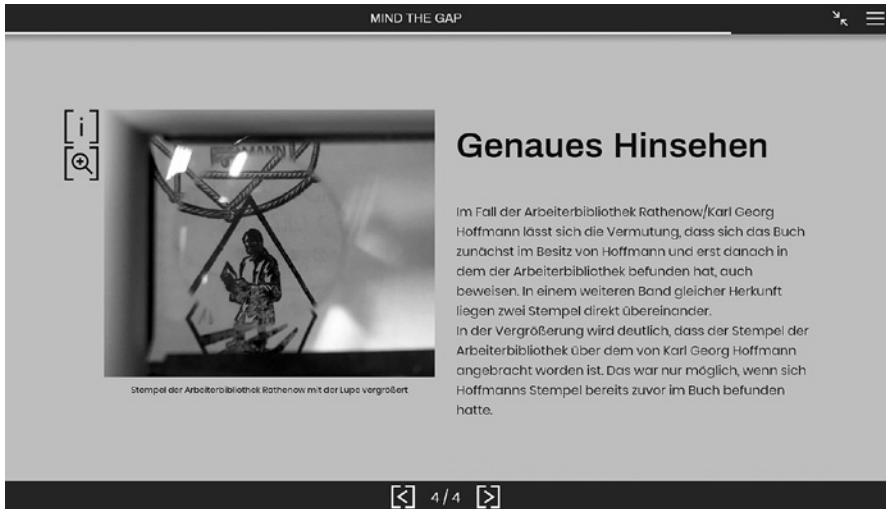 MIND THE GAP
[i]
Genaues Hinsehen
Im Fall der Arbeiterbibliothek Rathenow/Karl Georg
Hoffmann lässt sich die Vermutung, dass sich das Buch
zunächst im Besitz von Hoffmann und erst danach in
dem der Arbeiterbibliothek befunden hat, auch
beweisen. In einem weiteren Band gleicher Herkunft
liegen zwei Stempel direkt übereinander.
In der Vergrößerung wird deutlich, dass der Stempel der
Arbeiterbibliothek über dem von Karl Georg Hoffmann
angebracht worden ist. Das war nur möglich, wenn sich
Hoffmanns Stempel bereits zuvor im Buch befunden
hatte.
Stempel der Arbeiterbibliothek Rathenow mit der Lupe vergrößert
[<] 4/4 [>]